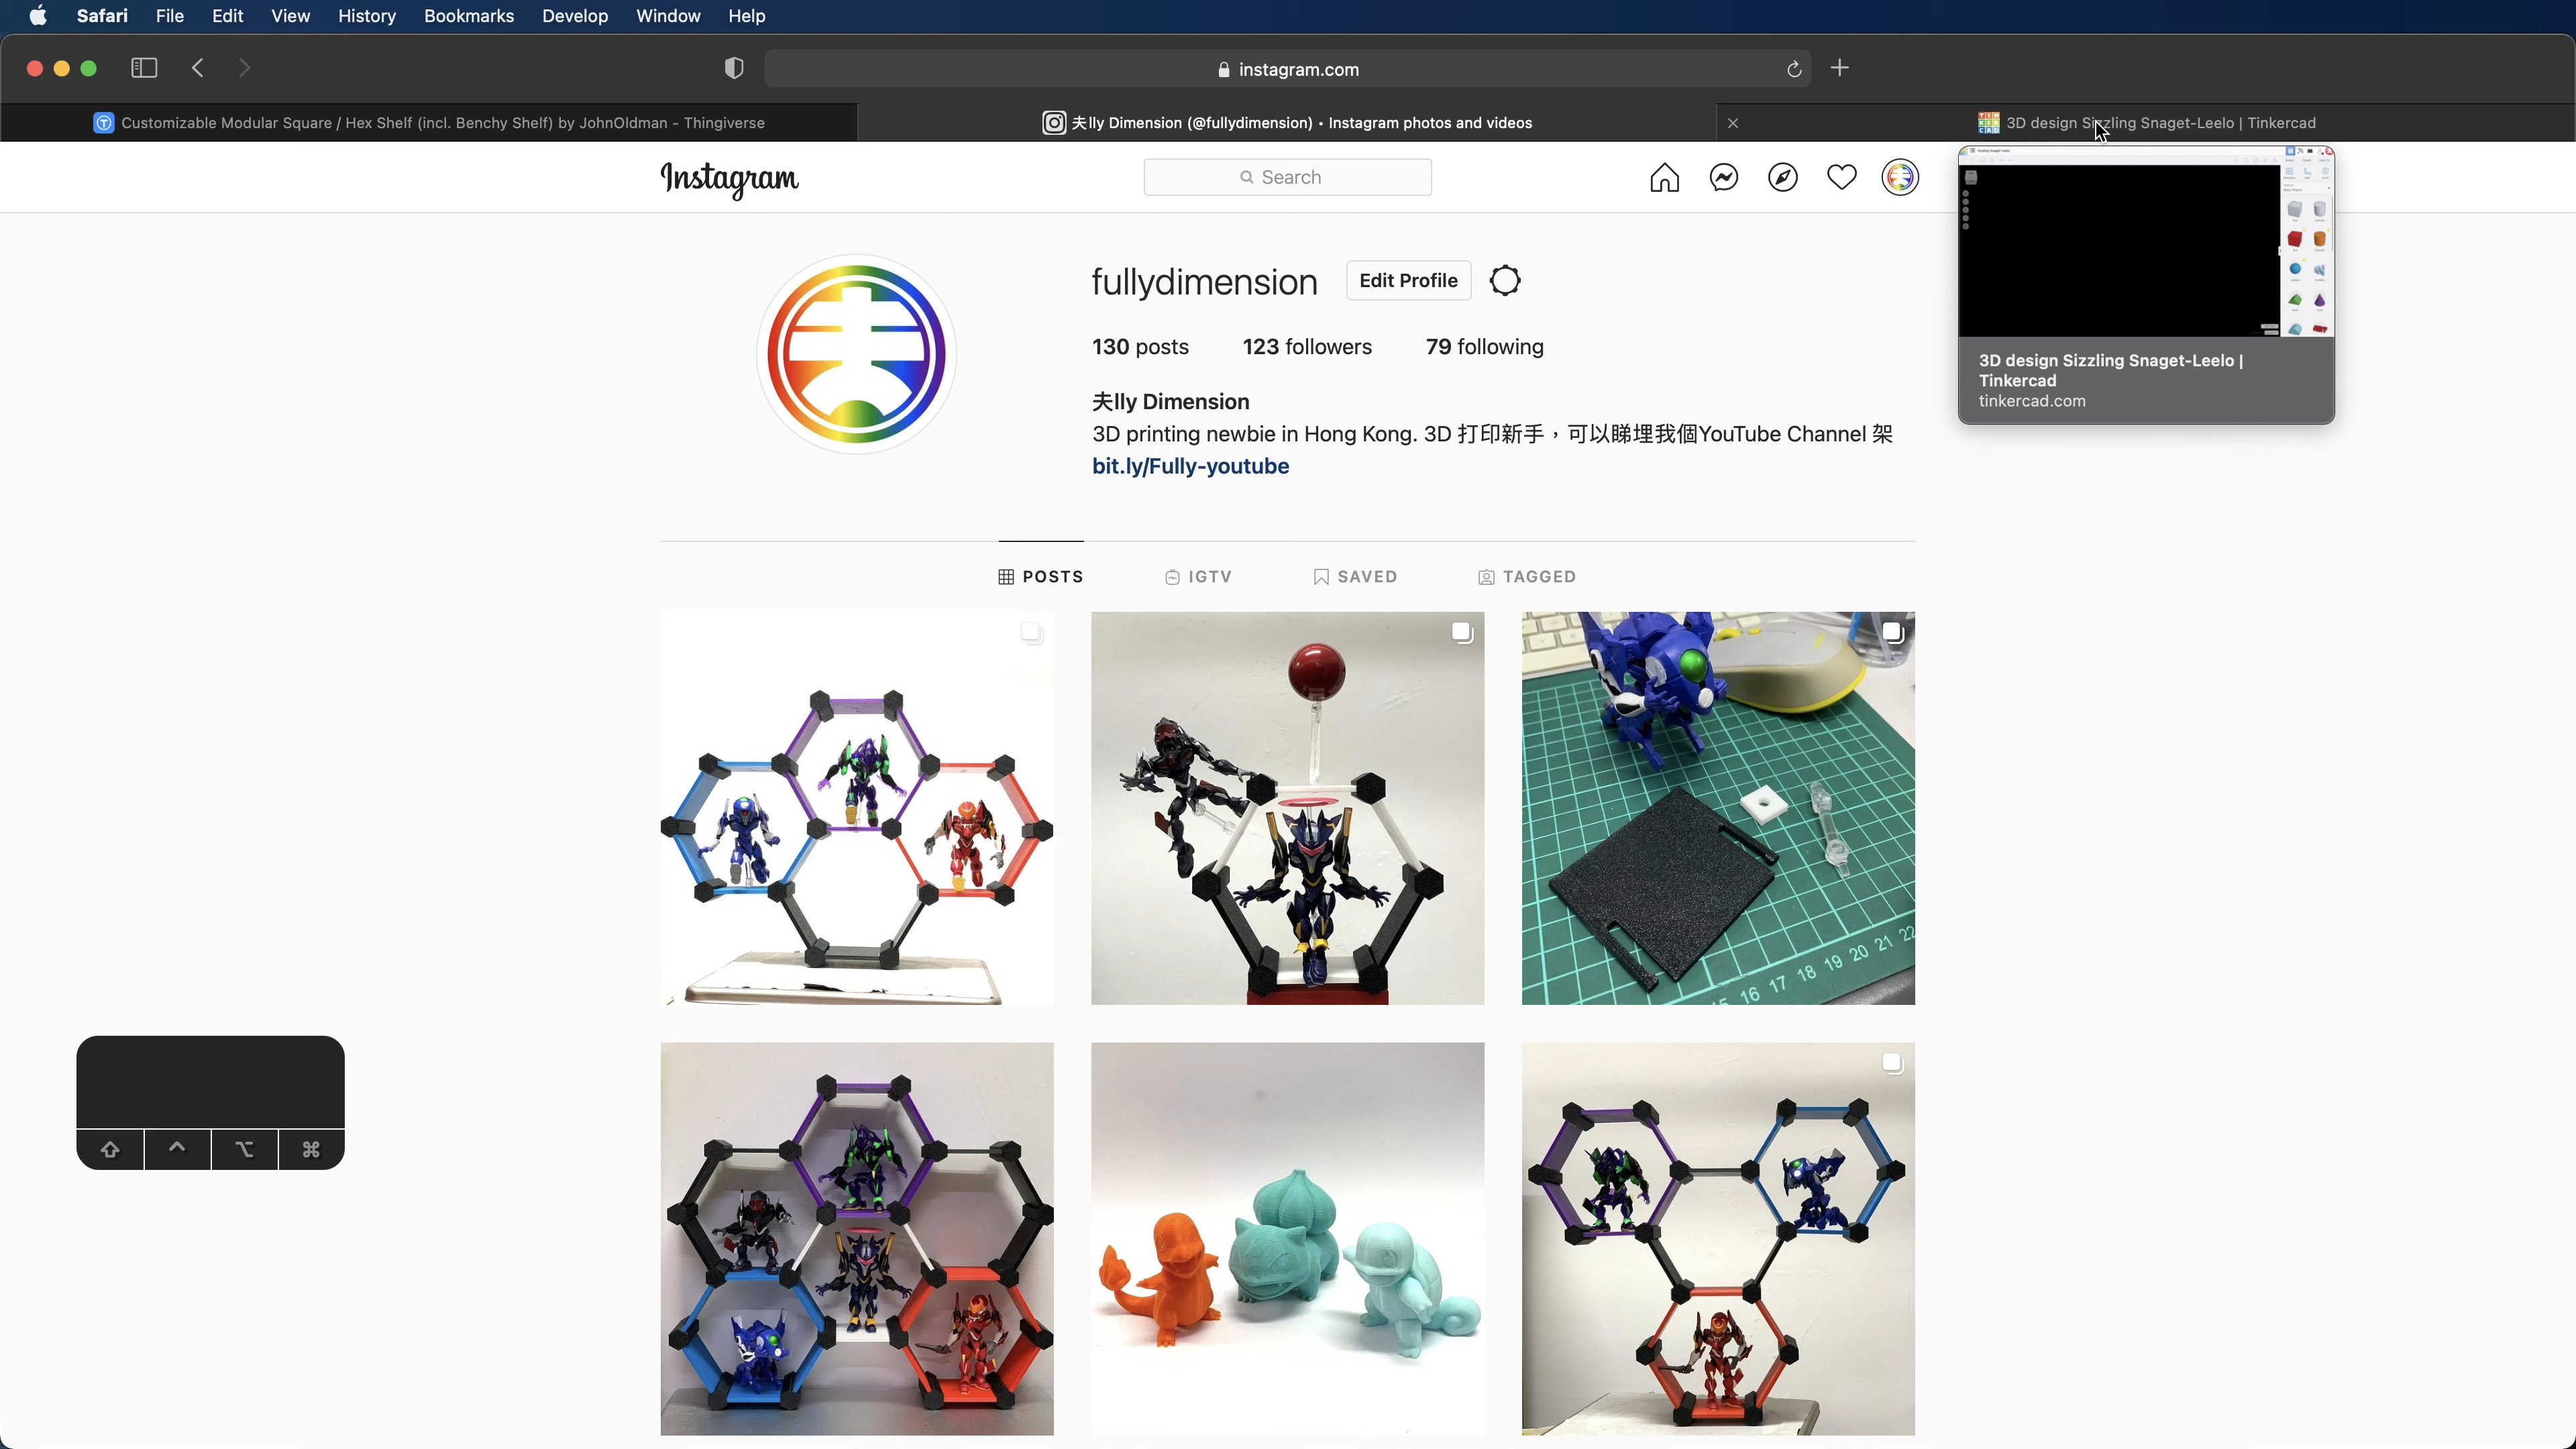 Safari File Edit View History Bookmarks Develop Window Help
instagram.com
Customizable Modular Square / Hex Shelf (incl. Benchy Shelf) by JohnOldman - Thingiverse
夫lly Dimension (@fullydimension) • Instagram photos and videos
3D design Sizzling Snaget-Leelo | Tinkercad
Instagram
Search
3D design Sizzling Snaget-Leelo |
Tinkercad
tinkercad.com
fullydimension Edit Profile
130 posts 123 followers 79 following
夫lly Dimension
3D printing newbie in Hong Kong. 3D 打印新手，可以睇埋我個YouTube Channel 架
bit.ly/Fully-youtube
POSTS IGTV SAVED TAGGED
16 17 18 19 20 21 22